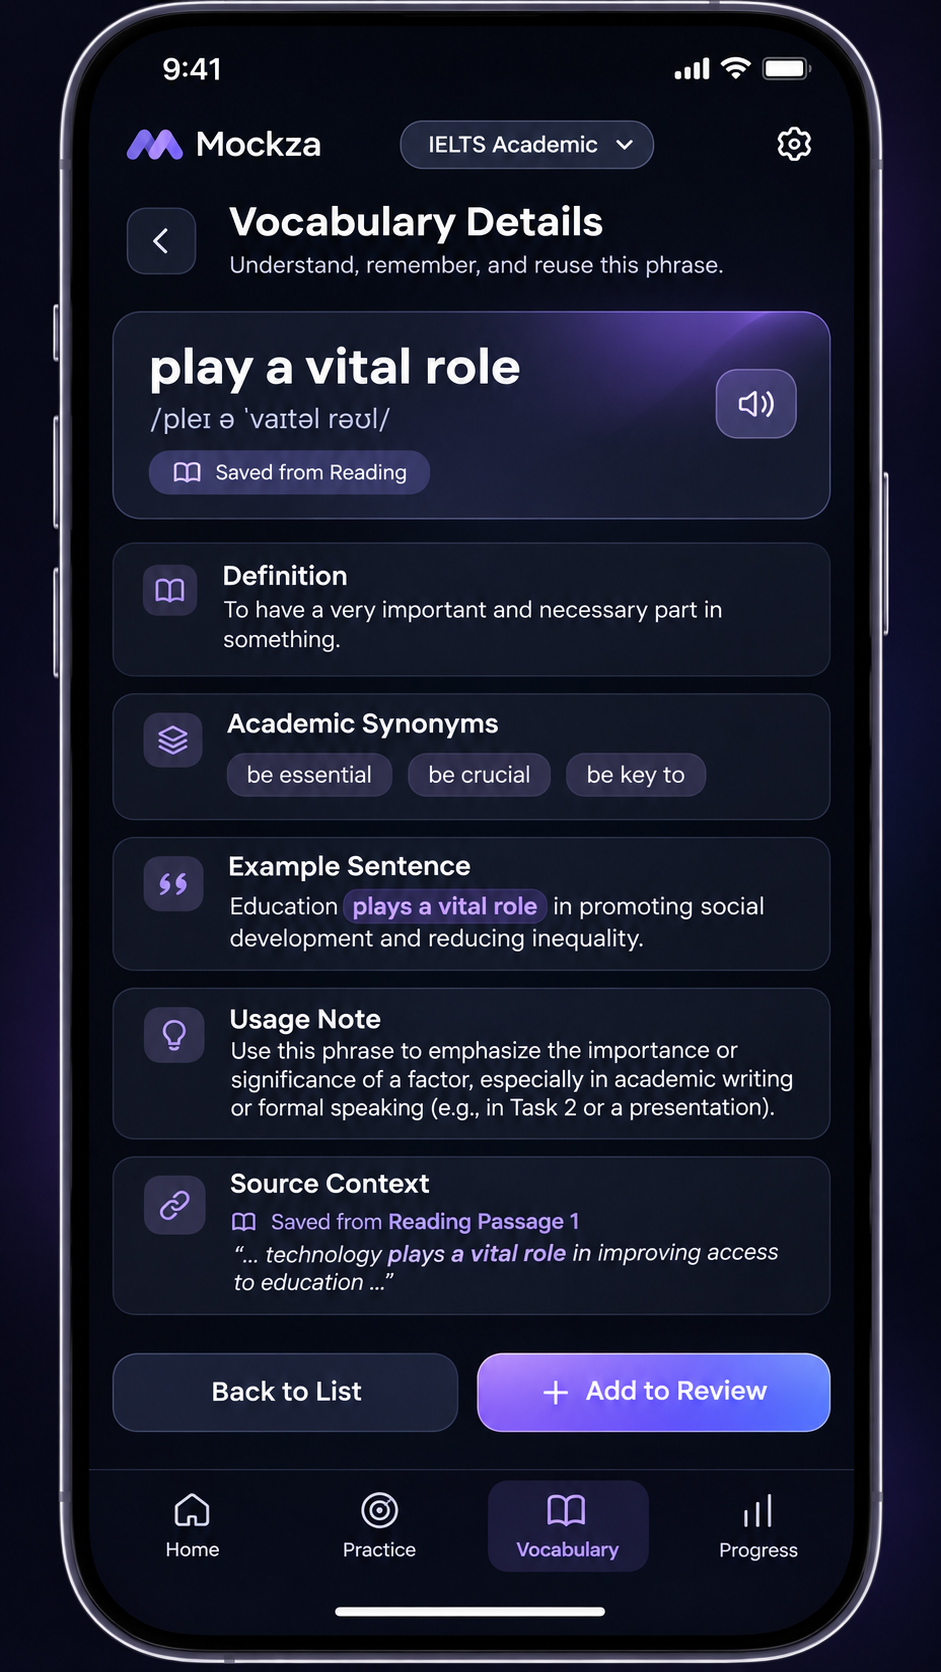 9:41
Mockza
IELTS Academic
Vocabulary Details
Understand, remember, and reuse this phrase.
play a vital role
/pleɪ ə ˈvaɪtəl rəʊl/
Saved from Reading
Definition
To have a very important and necessary part in
something.
Academic Synonyms
be essential be crucial be key to
Example Sentence
Education plays a vital role in promoting social
development and reducing inequality.
Usage Note
Use this phrase to emphasize the importance or
significance of a factor, especially in academic writing
or formal speaking (e.g., in Task 2 or a presentation).
Source Context
Saved from Reading Passage 1
“... technology plays a vital role in improving access
to education ...”
Back to List
+ Add to Review
Home Practice Vocabulary Progress